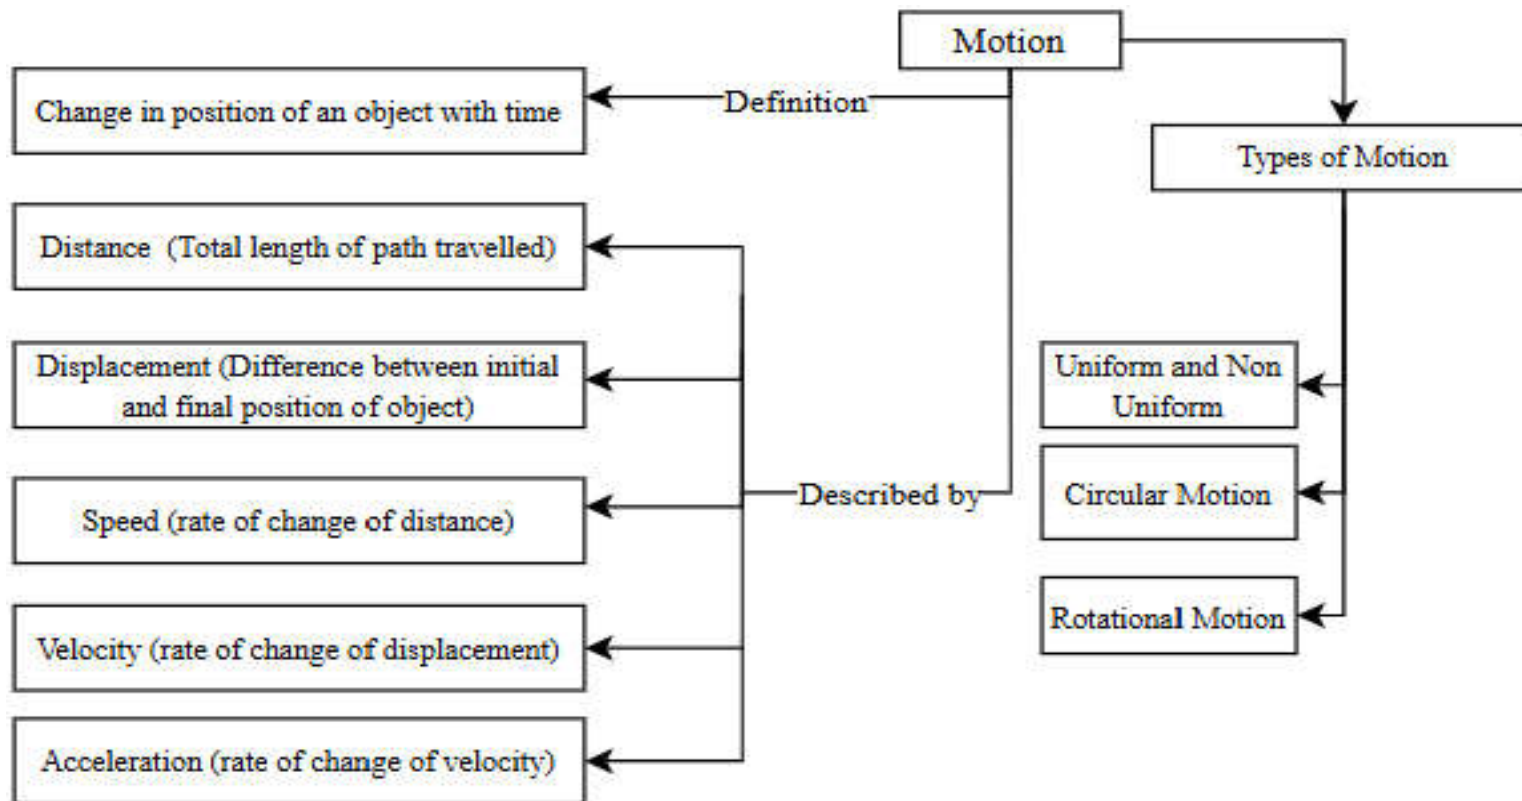 Motion
Definition
Change in position of an object with time
Types of Motion
Distance (Total length of path travelled)
Displacement (Difference between initial
and final position of object)
Speed (rate of change of distance)
Described by
Velocity (rate of change of displacement)
Acceleration (rate of change of velocity)
Uniform and Non
Uniform
Circular Motion
Rotational Motion